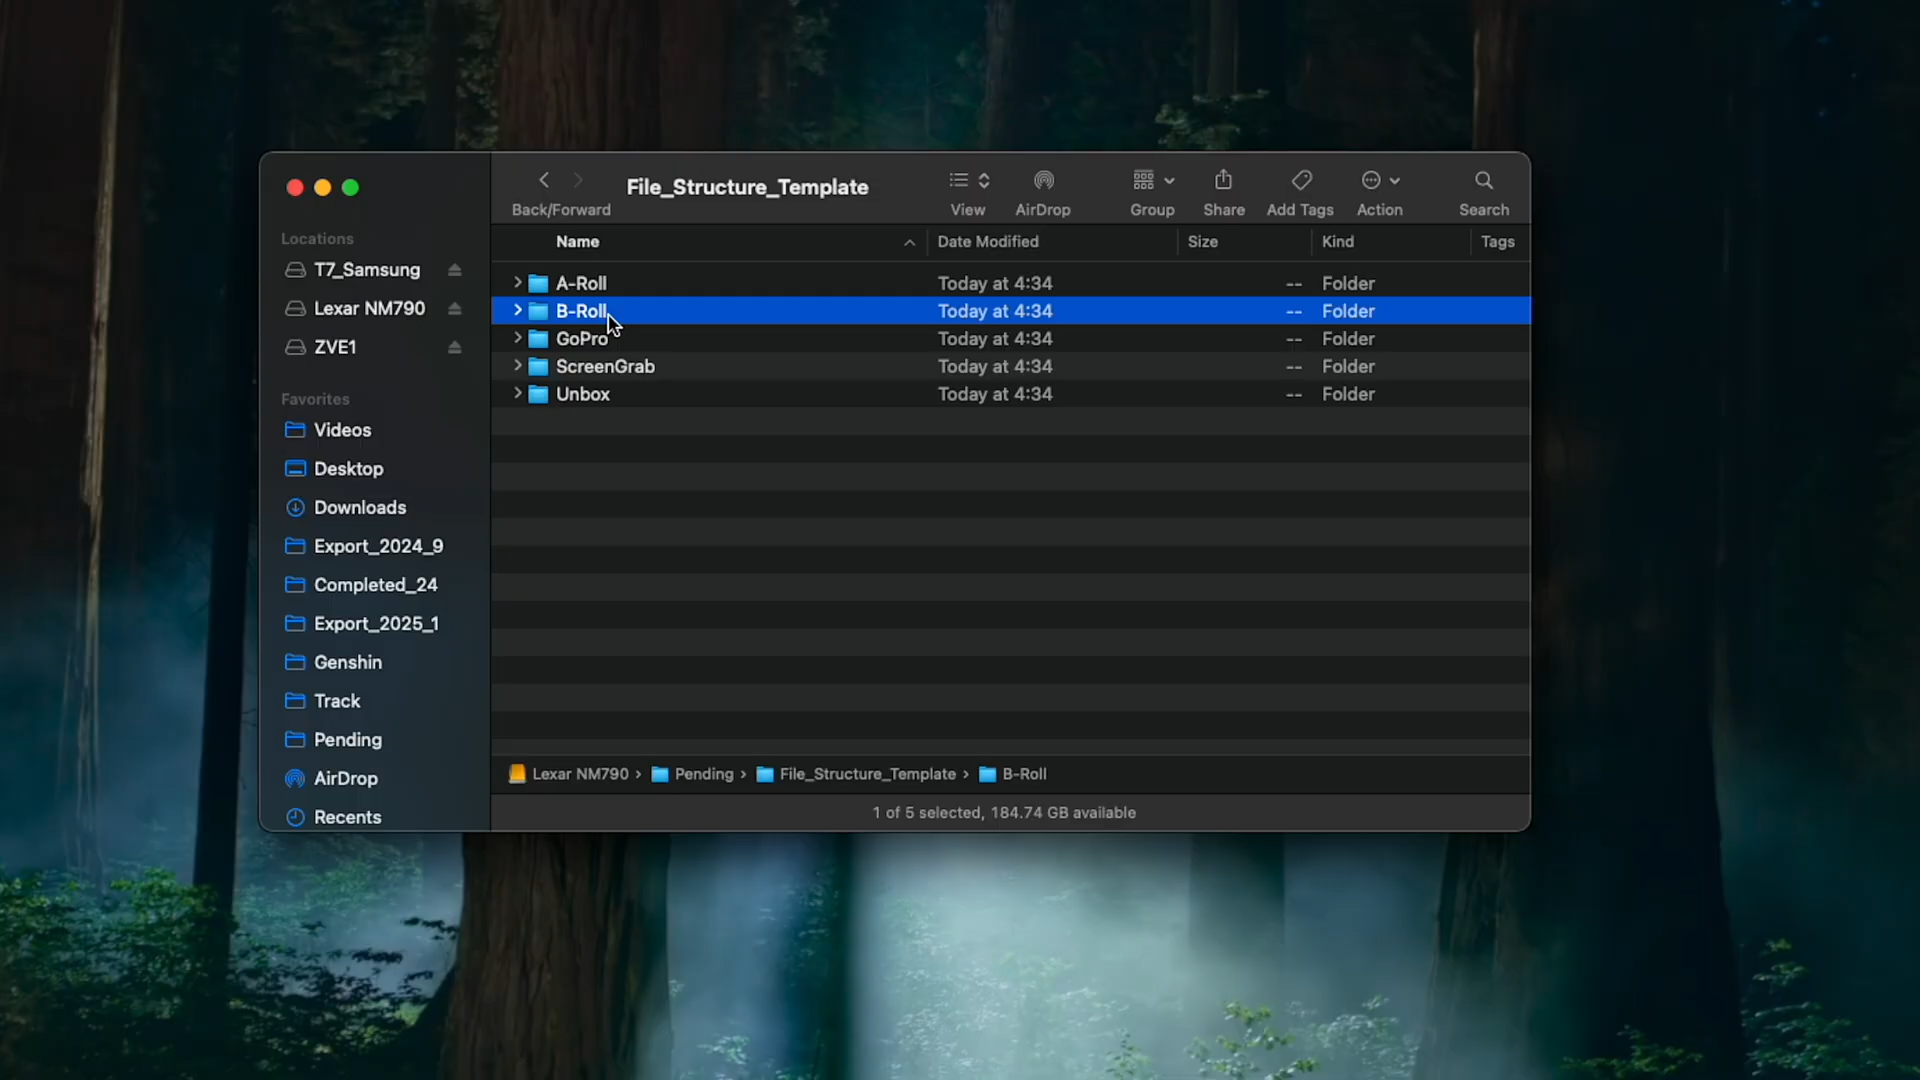 File_Structure_Template
Back/Forward View AirDrop Group Share Add Tags Action Search
Locations
T7_Samsung
Lexar NM790
ZVE1
Favorites
Videos
Desktop
Downloads
Export_2024_9
Completed_24
Export_2025_1
Genshin
Track
Pending
AirDrop
Recents
Name Date Modified Size Kind Tags
A-Roll Today at 4:34 -- Folder
B-Roll Today at 4:34 -- Folder
GoPro Today at 4:34 -- Folder
ScreenGrab Today at 4:34 -- Folder
Unbox Today at 4:34 -- Folder
Lexar NM790 › Pending › File_Structure_Template › B-Roll
1 of 5 selected, 184.74 GB available